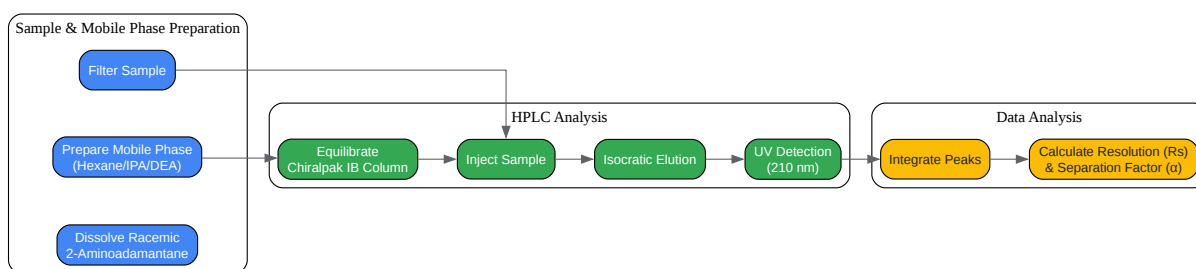 Sample & Mobile Phase Preparation
Filter Sample
Prepare Mobile Phase
(Hexane/IPA/DEA)
Dissolve Racemic
2-Aminoadamantane
HPLC Analysis
Equilibrate
Chiralpak IB Column
Inject Sample
Isocratic Elution
UV Detection
(210 nm)
Data Analysis
Integrate Peaks
Calculate Resolution (Rs)
& Separation Factor (α)